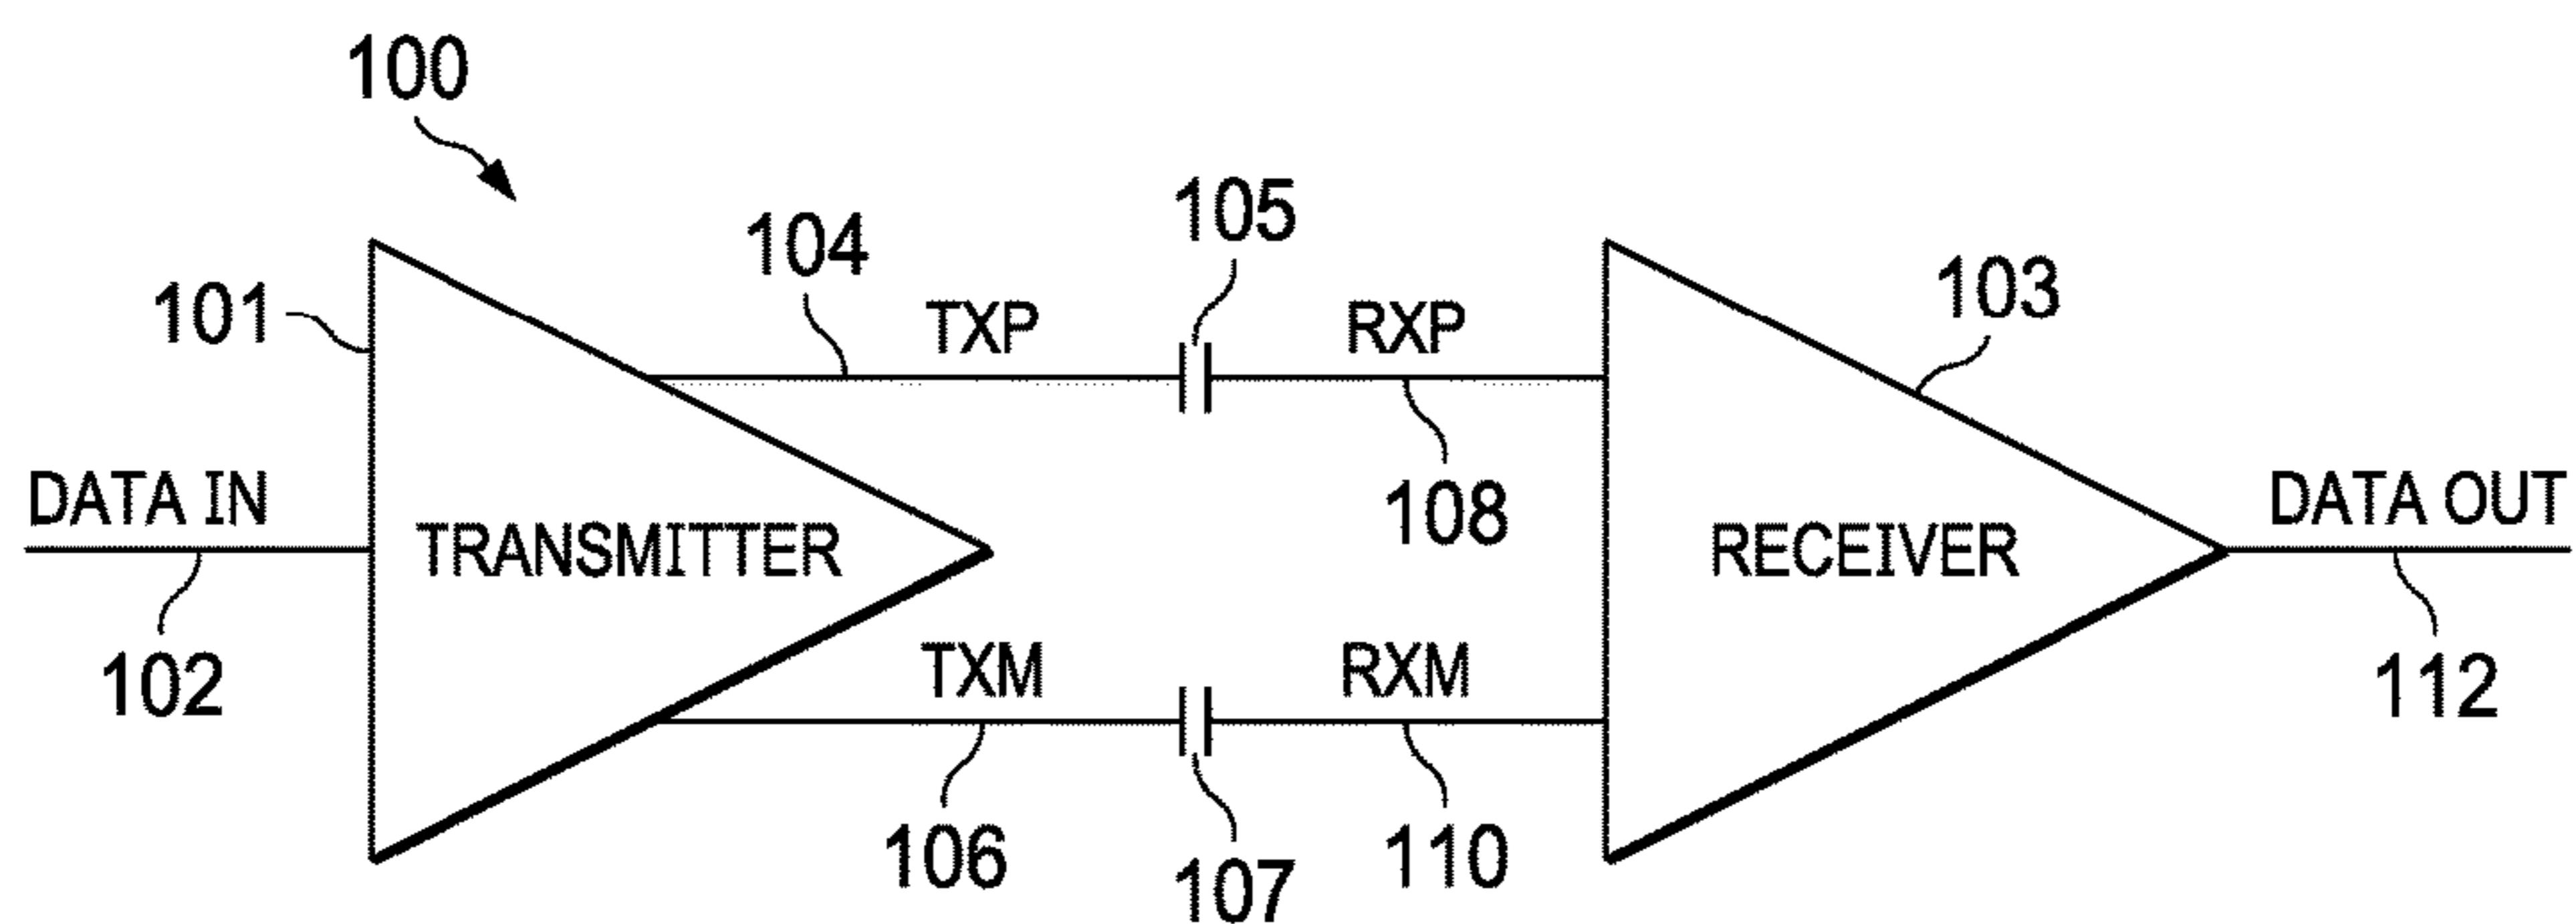 100
105
104
101
103
TXP
RXP
DATA IN
108
DATA OUT
TRANSMITTER
RECEIVER
102
TXM
RXM
112
106
110
107